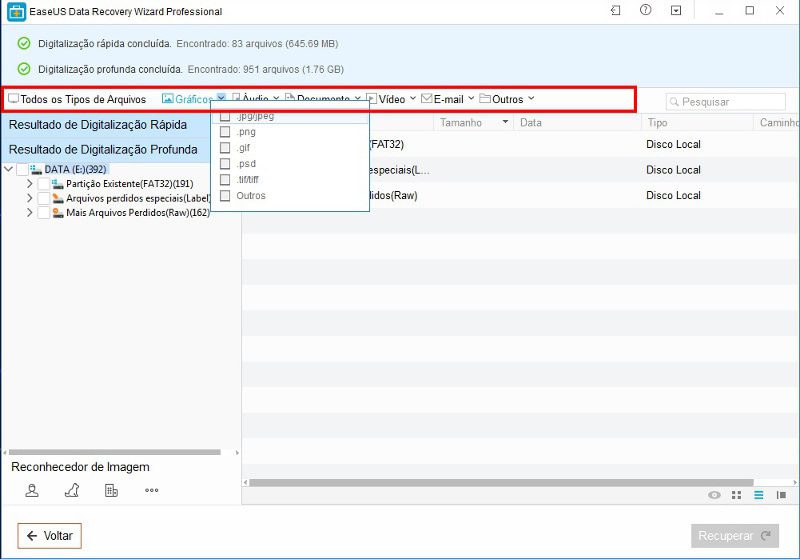 EaseUS Data Recovery Wizard Professional
Digitalização rápida concluída. Encontrado: 83 arquivos (645.69 MB)
Digitalização profunda concluída. Encontrado: 951 arquivos (1.76 GB)
Todos os Tipos de Arquivos Gráficos Áudio Documento Vídeo E-mail Outros Pesquisar
Resultado de Digitalização Rápida
Resultado de Digitalização Profunda
DATA (E:)(392)
Partição Existente(FAT32)(191)
Arquivos perdidos especiais(Label)
Mais Arquivos Perdidos(Raw)(162)
.jpg/jpeg
.png
.gif
.psd
.tif/tiff
Outros
Tamanho Data Tipo Caminho
(FAT32) Disco Local
especiais(L... Disco Local
didos(Raw) Disco Local
Reconhecedor de Imagem
Voltar Recuperar